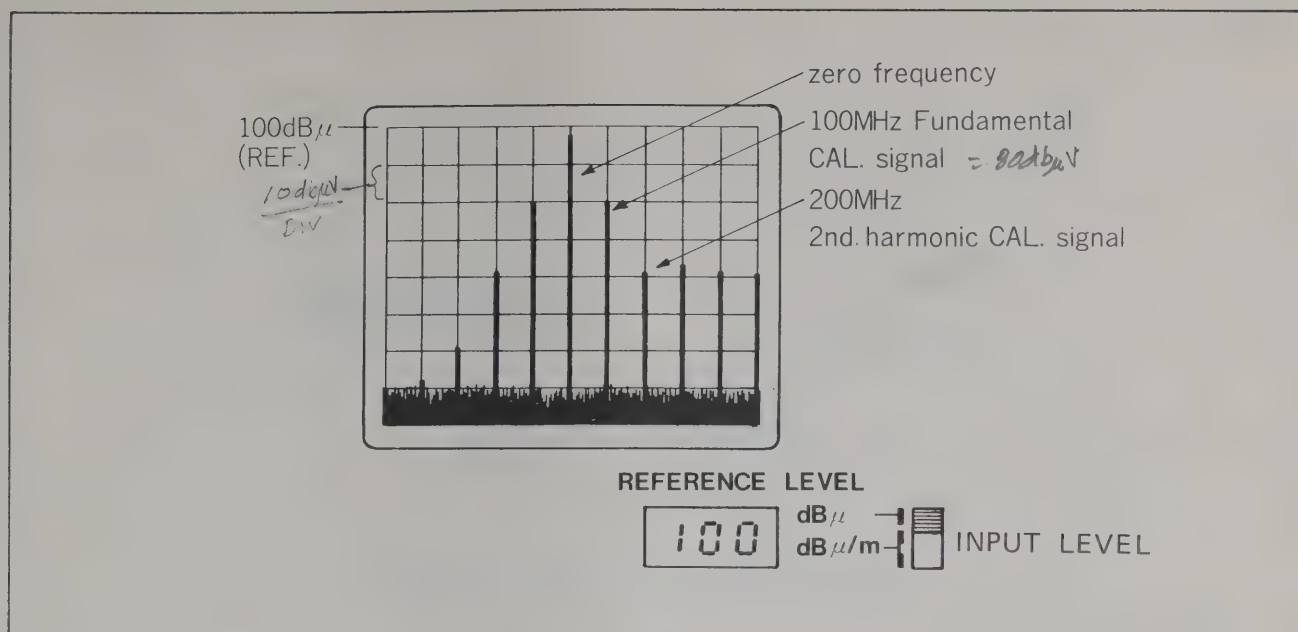 zero frequency
100dBμ
(REF.)
100MHz Fundamental
CAL. signal = 80dbμV
10dbμV
DIV
200MHz
2nd. harmonic CAL. signal
REFERENCE LEVEL
100
dBμ
dBμ/m
INPUT LEVEL